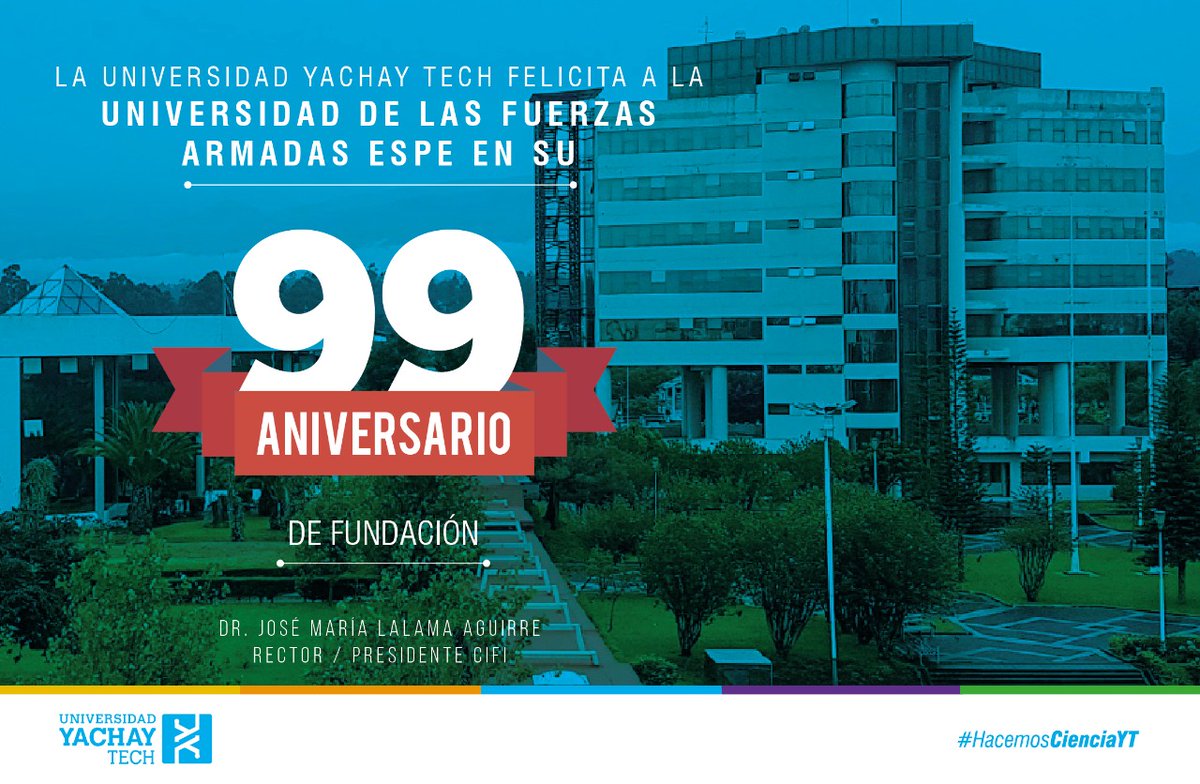 LA UNIVERSIDAD YACHAY TECH FELICITA A LA
UNIVERSIDAD DE LAS FUERZAS
ARMADAS ESPE EN SU
99
ANIVERSARIO
DE FUNDACIÓN
DR. JOSÉ MARÍA LALAMA AGUIRRE
RECTOR / PRESIDENTE CIFI
UNIVERSIDAD
YACHAY
TECH
#HacemosCienciaYT